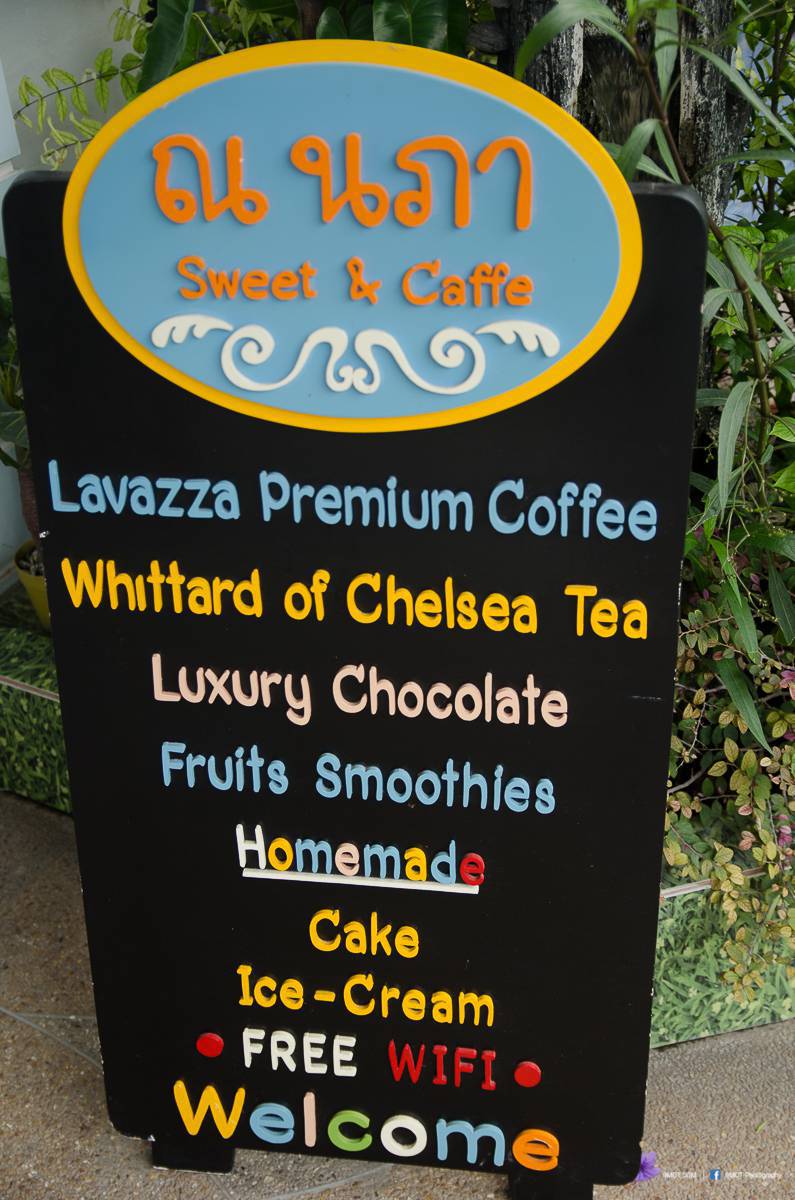 ณ นภา
Sweet & Caffe
Lavazza Premium Coffee
Whittard of Chelsea Tea
Luxury Chocolate
Fruits Smoothies
Homemade
Cake
Ice-Cream
FREE WIFI
Welcome